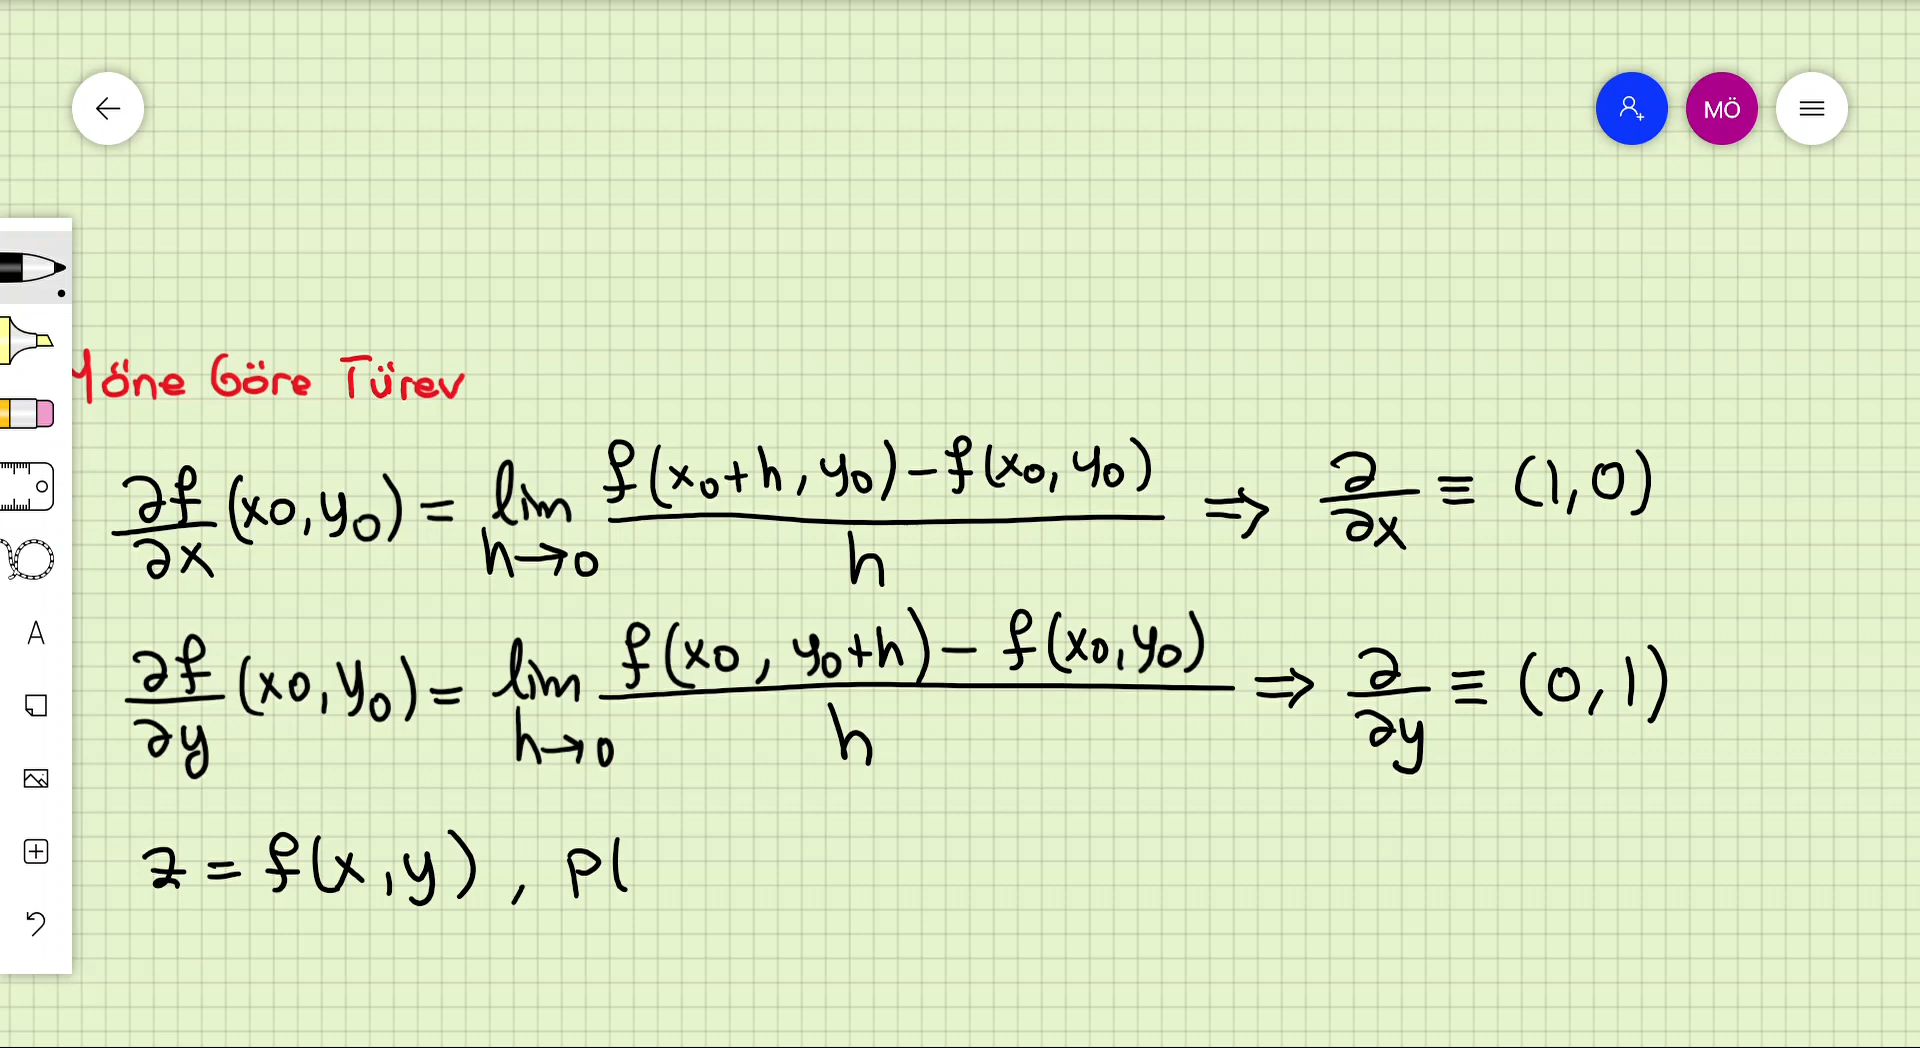 MÖ
Yöne Göre Türev
∂f/∂x (x0, y0) = lim h→0 (f(x0+h, y0) − f(x0, y0))/h ⇒ ∂/∂x ≡ (1,0)
∂f/∂y (x0, y0) = lim h→0 (f(x0, y0+h) − f(x0, y0))/h ⇒ ∂/∂y ≡ (0,1)
z = f(x,y), P(
A